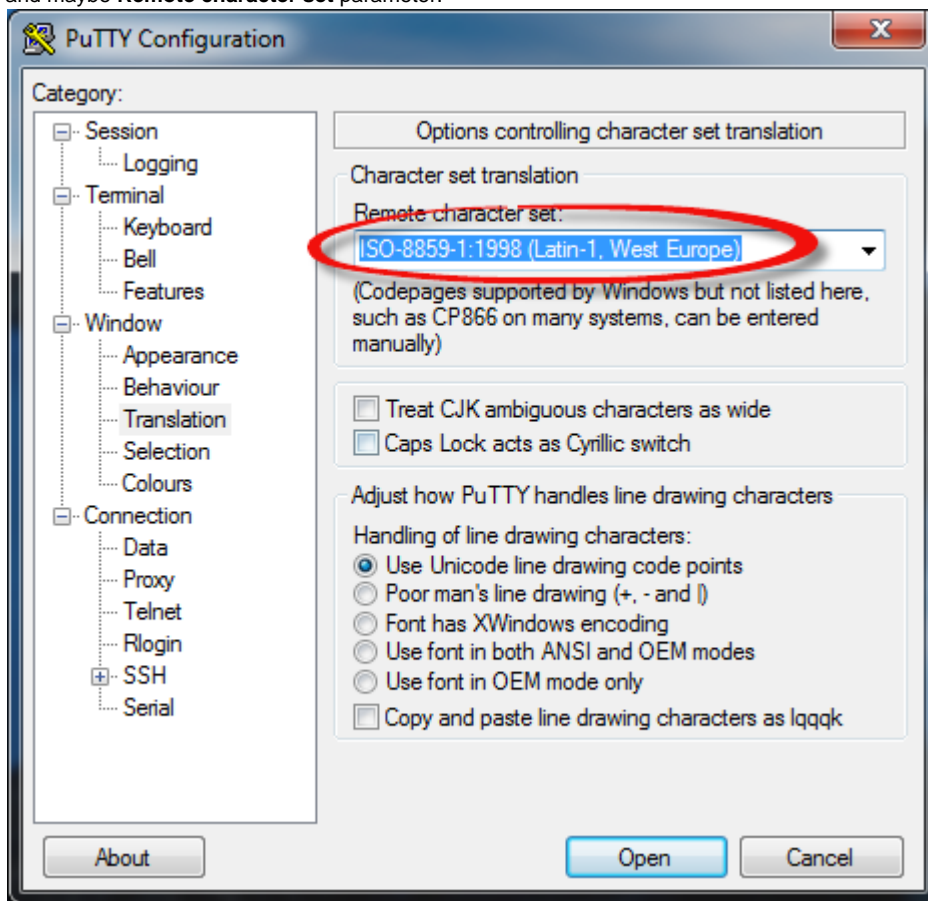 and maybe Remote character set parameter.
PuTTY Configuration
Category:
Session
Logging
Terminal
Keyboard
Bell
Features
Window
Appearance
Behaviour
Translation
Selection
Colours
Connection
Data
Proxy
Telnet
Rlogin
SSH
Serial
Options controlling character set translation
Character set translation
Remote character set:
ISO-8859-1:1998 (Latin-1, West Europe)
(Codepages supported by Windows but not listed here,
such as CP866 on many systems, can be entered
manually)
Treat CJK ambiguous characters as wide
Caps Lock acts as Cyrillic switch
Adjust how PuTTY handles line drawing characters
Handling of line drawing characters:
Use Unicode line drawing code points
Poor man's line drawing (+, - and |)
Font has XWindows encoding
Use font in both ANSI and OEM modes
Use font in OEM mode only
Copy and paste line drawing characters as lqqqk
About
Open
Cancel